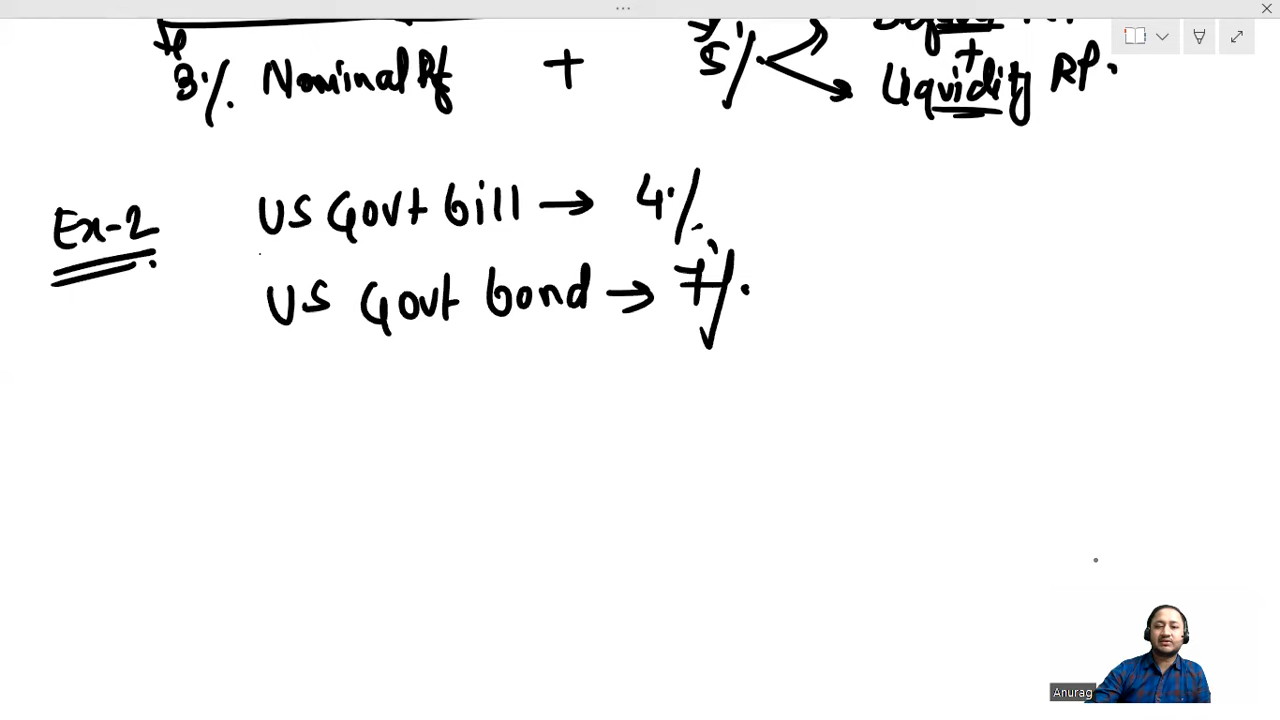 3% Nominal Rf + 5% Liquidity RP.
+
Ex-2 US Govt bill → 4%
US Govt bond → 7%.
Anurag